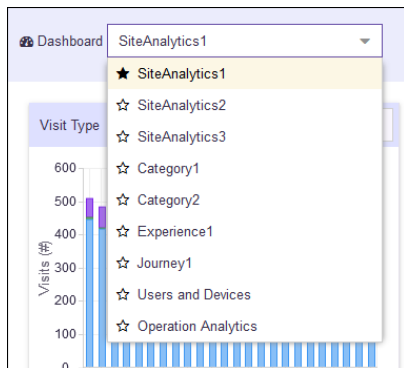 Dashboard SiteAnalytics1
SiteAnalytics1
SiteAnalytics2
SiteAnalytics3
Category1
Category2
Experience1
Journey1
Users and Devices
Operation Analytics
Visit Type
Visits (#)
600
500
400
300
200
100
0